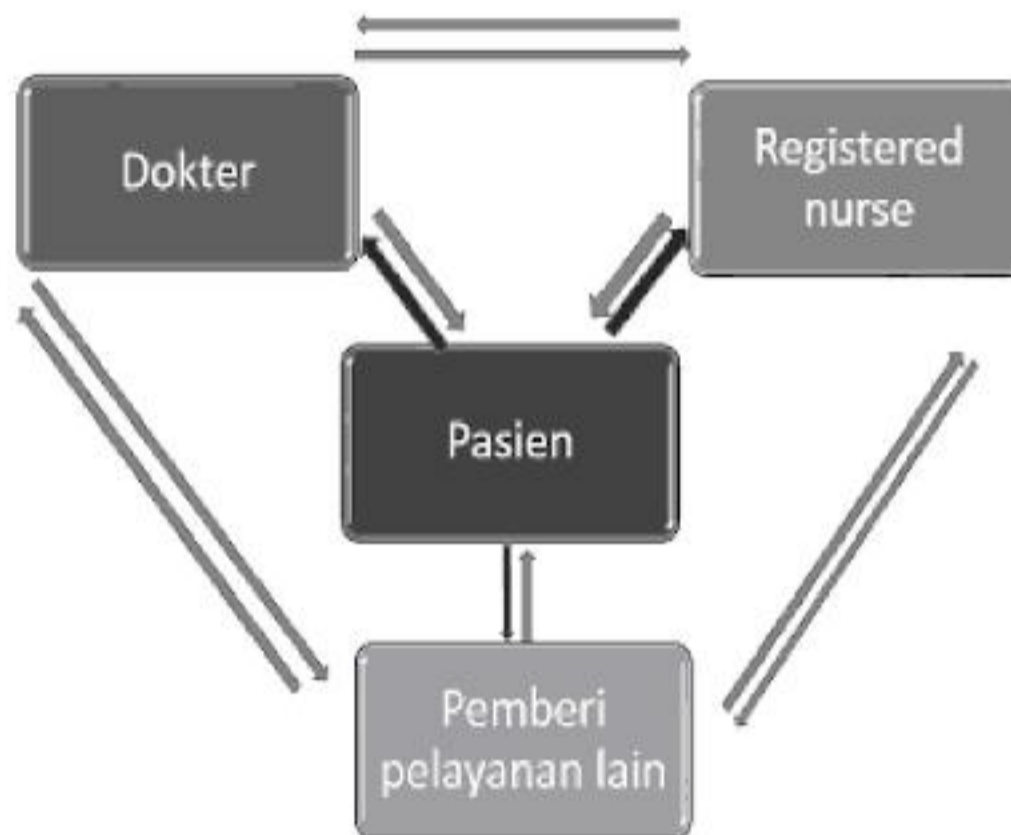 Dokter
Registered
nurse
Pasien
Pemberi
pelayanan lain